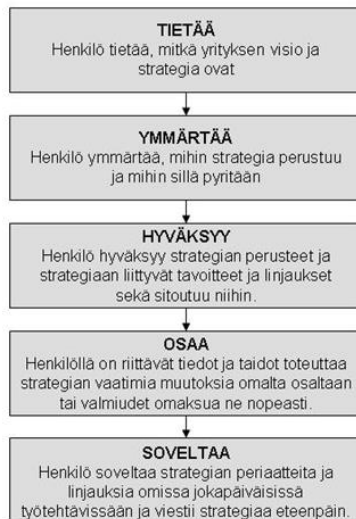 TIETÄÄ
Henkilö tietää, mitkä yrityksen visio ja
strategia ovat
YMMÄRTÄÄ
Henkilö ymmärtää, mihin strategia perustuu
ja mihin sillä pyritään
HYVÄKSYY
Henkilö hyväksyy strategian perusteet ja
strategiaan liittyvät tavoitteet ja linjaukset
sekä sitoutuu niihin.
OSAA
Henkilöllä on riittävät tiedot ja taidot toteuttaa
strategian vaatimia muutoksia omalta osaltaan
tai valmiudet omaksua ne nopeasti.
SOVELTAA
Henkilö soveltaa strategian periaatteita ja
linjauksia omissa jokapäiväisissä
työtehtävissään ja viestii strategiaa eteenpäin.